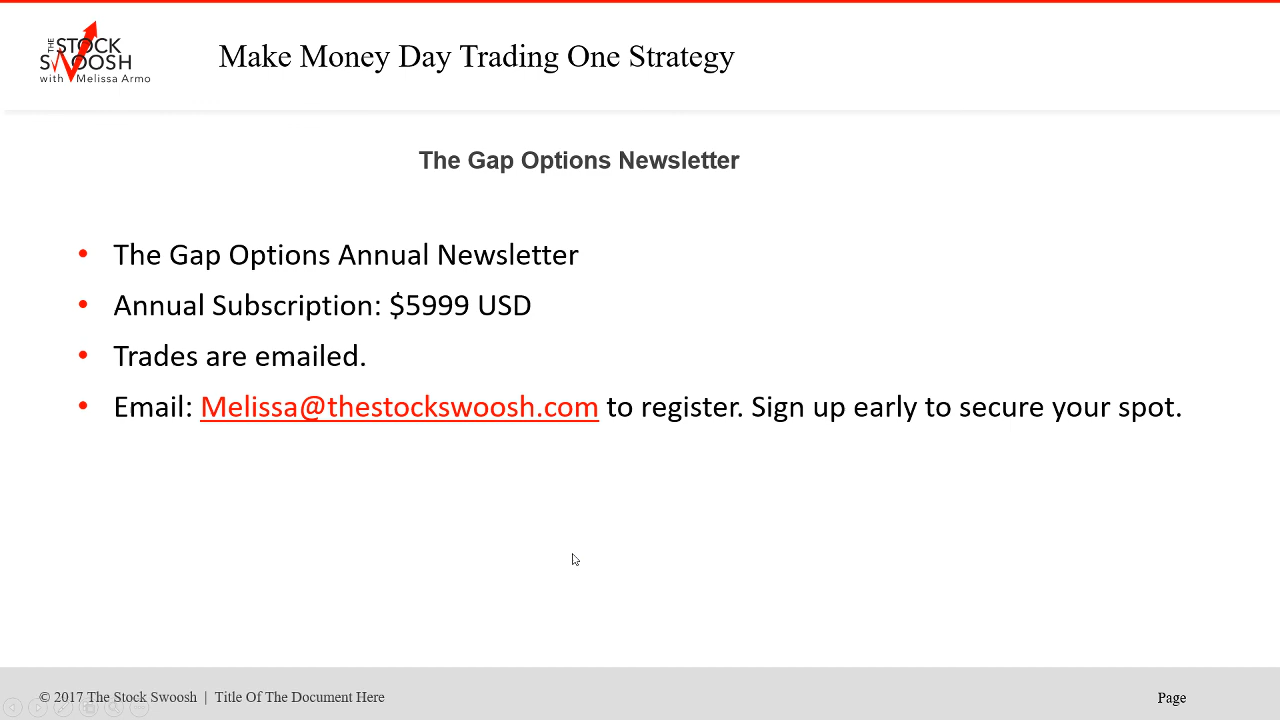 THE STOCK
SWOOSH
with Melissa Armo
Make Money Day Trading One Strategy
The Gap Options Newsletter
• The Gap Options Annual Newsletter
• Annual Subscription: $5999 USD
• Trades are emailed.
• Email: Melissa@thestockswoosh.com to register. Sign up early to secure your spot.
© 2017 The Stock Swoosh | Title Of The Document Here
Page